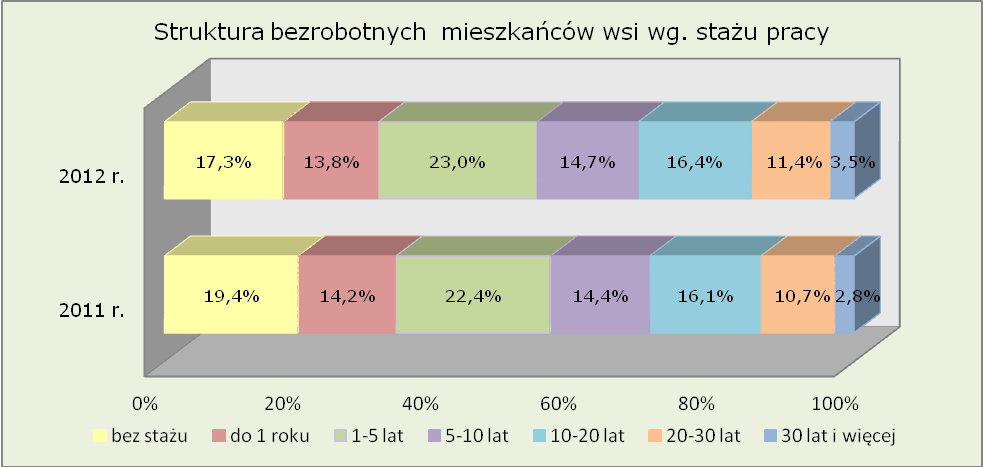 Struktura bezrobotnych mieszkańców wsi wg. stażu pracy
2012 r.
17,3% 13,8% 23,0% 14,7% 16,4% 11,4% 3,5%
2011 r.
19,4% 14,2% 22,4% 14,4% 16,1% 10,7% 2,8%
0% 20% 40% 60% 80% 100%
bez stażu do 1 roku 1-5 lat 5-10 lat 10-20 lat 20-30 lat 30 lat i więcej